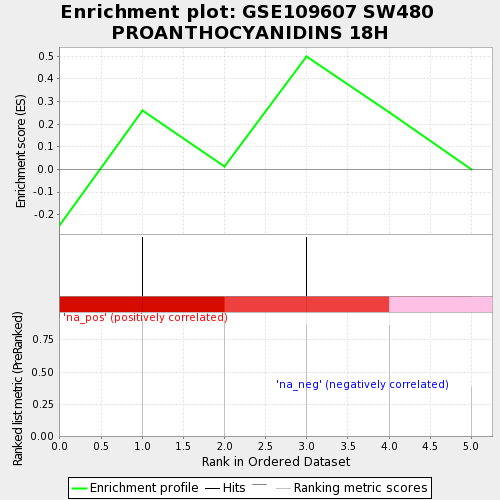 Enrichment plot: GSE109607 SW480
PROANTHOCYANIDINS 18H
Enrichment score (ES)
0.5
0.4
0.3
0.2
0.1
0.0
-0.1
-0.2
'na_pos' (positively correlated)
Ranked list metric (PreRanked)
0.75
0.50
0.25
0.00
'na_neg' (negatively correlated)
0.0 0.5 1.0 1.5 2.0 2.5 3.0 3.5 4.0 4.5 5.0
Rank in Ordered Dataset
Enrichment profile Hits Ranking metric scores